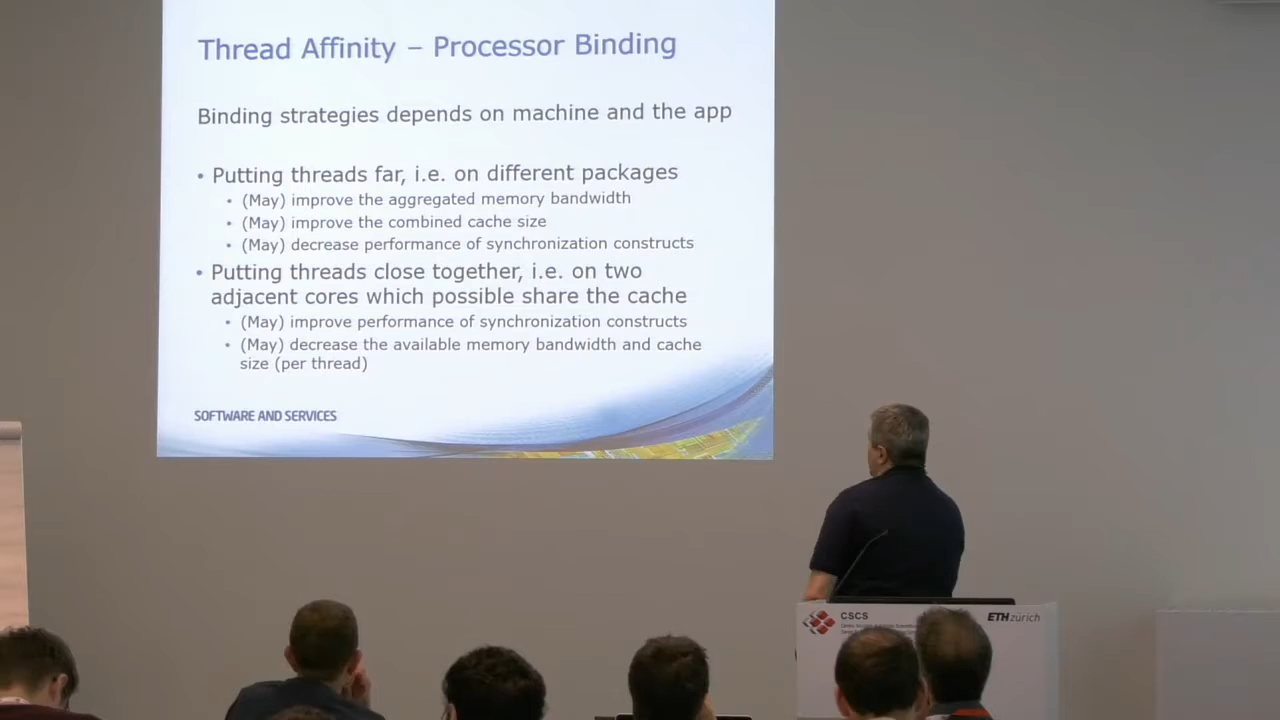 Thread Affinity – Processor Binding
Binding strategies depends on machine and the app
• Putting threads far, i.e. on different packages
• (May) improve the aggregated memory bandwidth
• (May) improve the combined cache size
• (May) decrease performance of synchronization constructs
• Putting threads close together, i.e. on two
adjacent cores which possible share the cache
• (May) improve performance of synchronization constructs
• (May) decrease the available memory bandwidth and cache
size (per thread)
SOFTWARE AND SERVICES
CSCS
ETH zürich